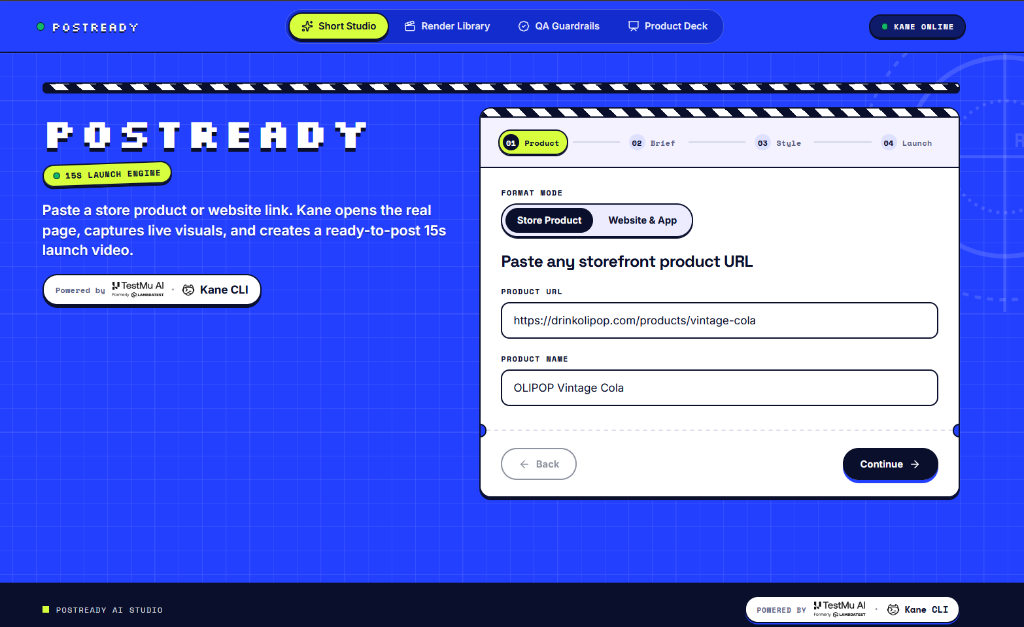 POSTREADY
Short Studio
Render Library
QA Guardrails
Product Deck
KANE ONLINE
POSTREADY
15S LAUNCH ENGINE
Paste a store product or website link. Kane opens the real
page, captures live visuals, and creates a ready-to-post 15s
launch video.
Powered by TestMu AI Formerly LAMBDATEST · Kane CLI
01 Product
02 Brief
03 Style
04 Launch
FORMAT MODE
Store Product
Website & App
Paste any storefront product URL
PRODUCT URL
https://drinkolipop.com/products/vintage-cola
PRODUCT NAME
OLIPOP Vintage Cola
← Back
Continue →
POSTREADY AI STUDIO
POWERED BY TestMu AI Formerly LAMBDATEST · Kane CLI